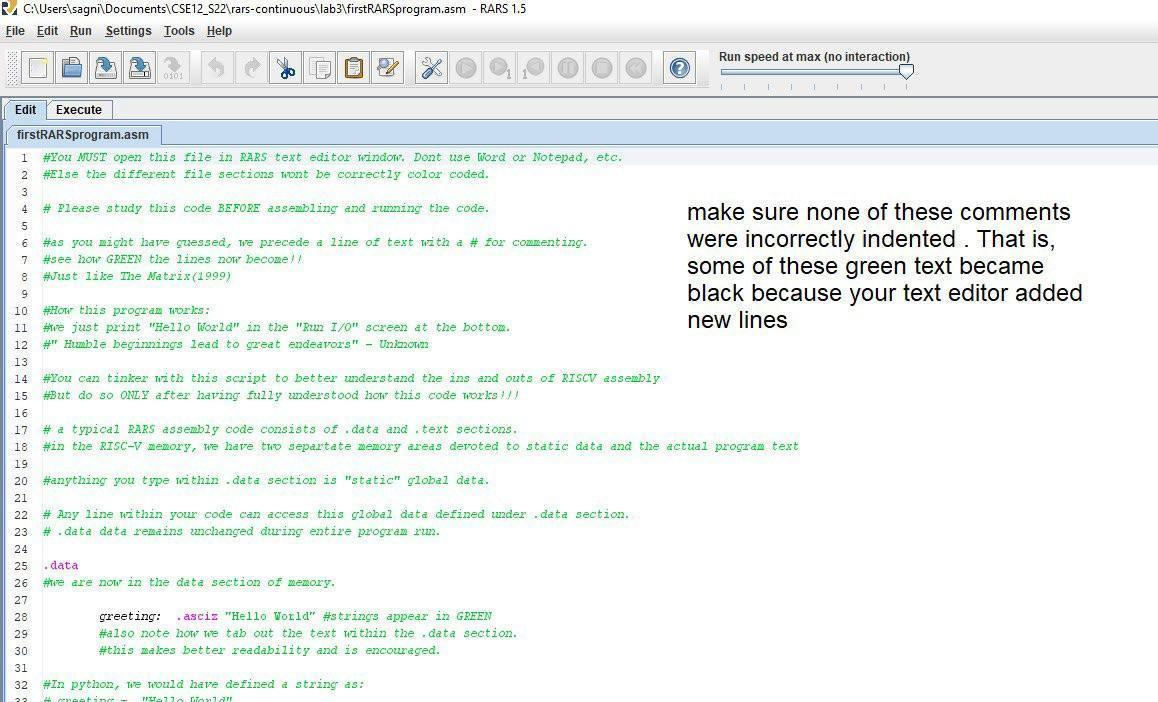 C:\Users\sagni\Documents\CSE12_S22\rars-continuous\lab3\firstRARSprogram.asm - RARS 1.5
File Edit Run Settings Tools Help
Run speed at max (no interaction)
0101
1
1
Edit Execute
firstRARSprogram.asm
1 #You MUST open this file in RARS text editor window. Dont use Word or Notepad, etc.
2 #Else the different file sections wont be correctly color coded.
3
4 # Please study this code BEFORE assembling and running the code.
5
6 #as you might have guessed, we precede a line of text with a # for commenting.
7 #see how GREEN the lines now become!!
8 #Just like The Matrix(1999)
9
10 #How this program works:
11 #we just print "Hello World" in the "Run I/O" screen at the bottom.
12 #" Humble beginnings lead to great endeavors" - Unknown
13
14 #You can tinker with this script to better understand the ins and outs of RISCV assembly
15 #But do so ONLY after having fully understood how this code works!!!
16
17 # a typical RARS assembly code consists of .data and .text sections.
18 #in the RISC-V memory, we have two separtate memory areas devoted to static data and the actual program text
19
20 #anything you type within .data section is "static" global data.
21
22 # Any line within your code can access this global data defined under .data section.
23 # .data data remains unchanged during entire program run.
24
25 .data
26 #we are now in the data section of memory.
27
28 greeting: .asciz "Hello World" #strings appear in GREEN
29 #also note how we tab out the text within the .data section.
30 #this makes better readability and is encouraged.
31
32 #In python, we would have defined a string as:
33 # greeting = "Hello World"
make sure none of these comments
were incorrectly indented . That is,
some of these green text became
black because your text editor added
new lines